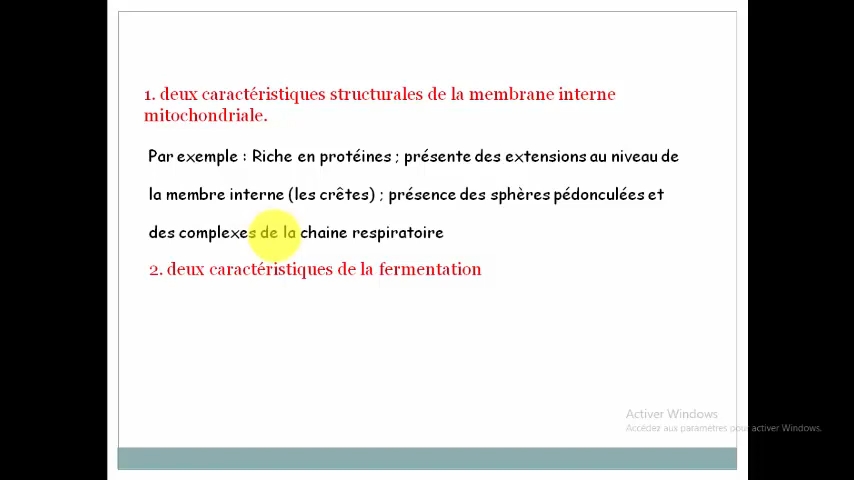 1. deux caractéristiques structurales de la membrane interne
mitochondriale.
Par exemple : Riche en protéines ; présente des extensions au niveau de
la membre interne (les crêtes) ; présence des sphères pédonculées et
des complexes de la chaine respiratoire
2. deux caractéristiques de la fermentation
Activer Windows
Accédez aux paramètres pour activer Windows.